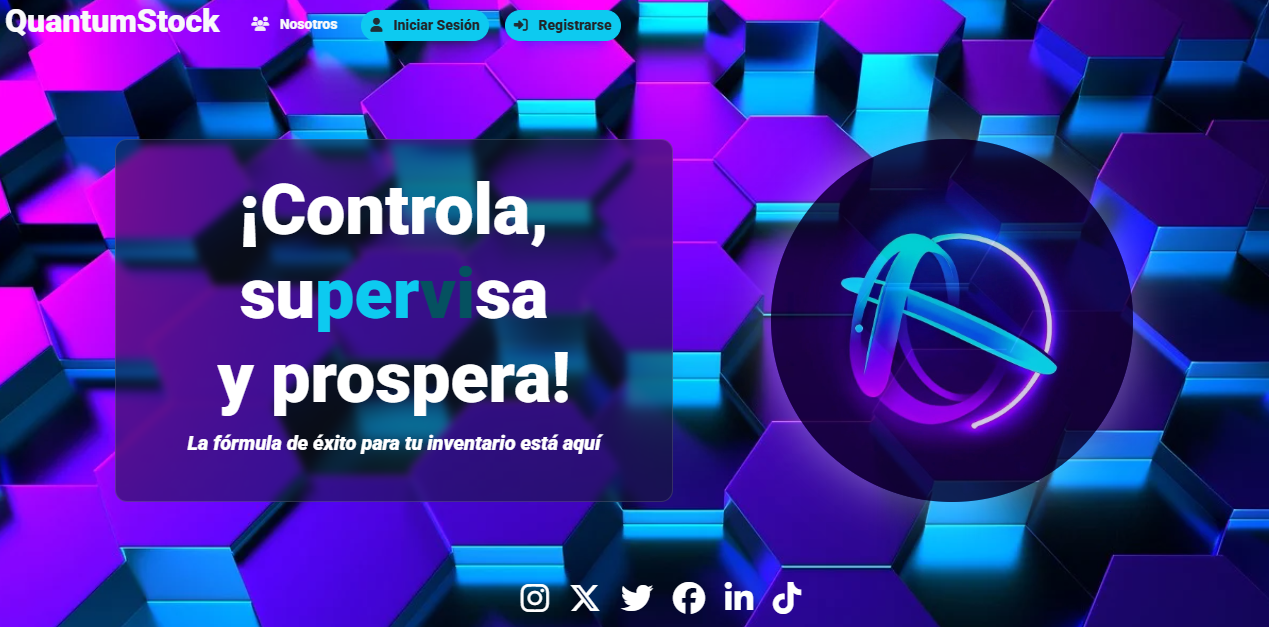 QuantumStock Nosotros Iniciar Sesión Registrarse
¡Controla,
supervisa
y prospera!
La fórmula de éxito para tu inventario está aquí